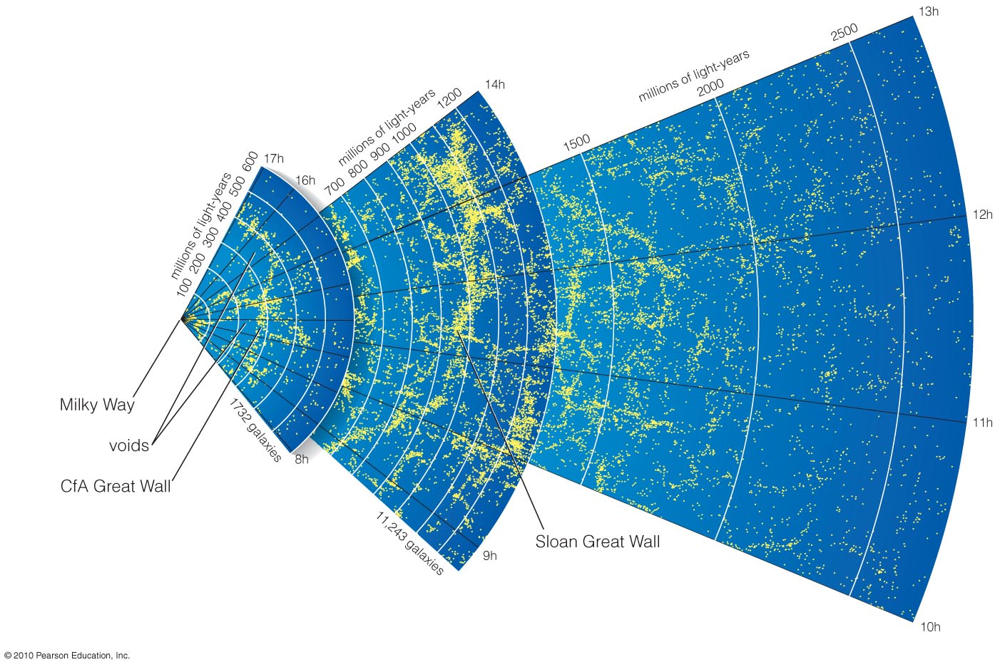 13h
2500
millions of light-years
2000
14h
1200
millions of light-years
1000
900
800
700
1500
17h
16h
600
500
400
300
200
100
millions of light-years
12h
Milky Way
voids
CfA Great Wall
1732 galaxies
8h
11h
11,243 galaxies
9h
Sloan Great Wall
10h
© 2010 Pearson Education, Inc.